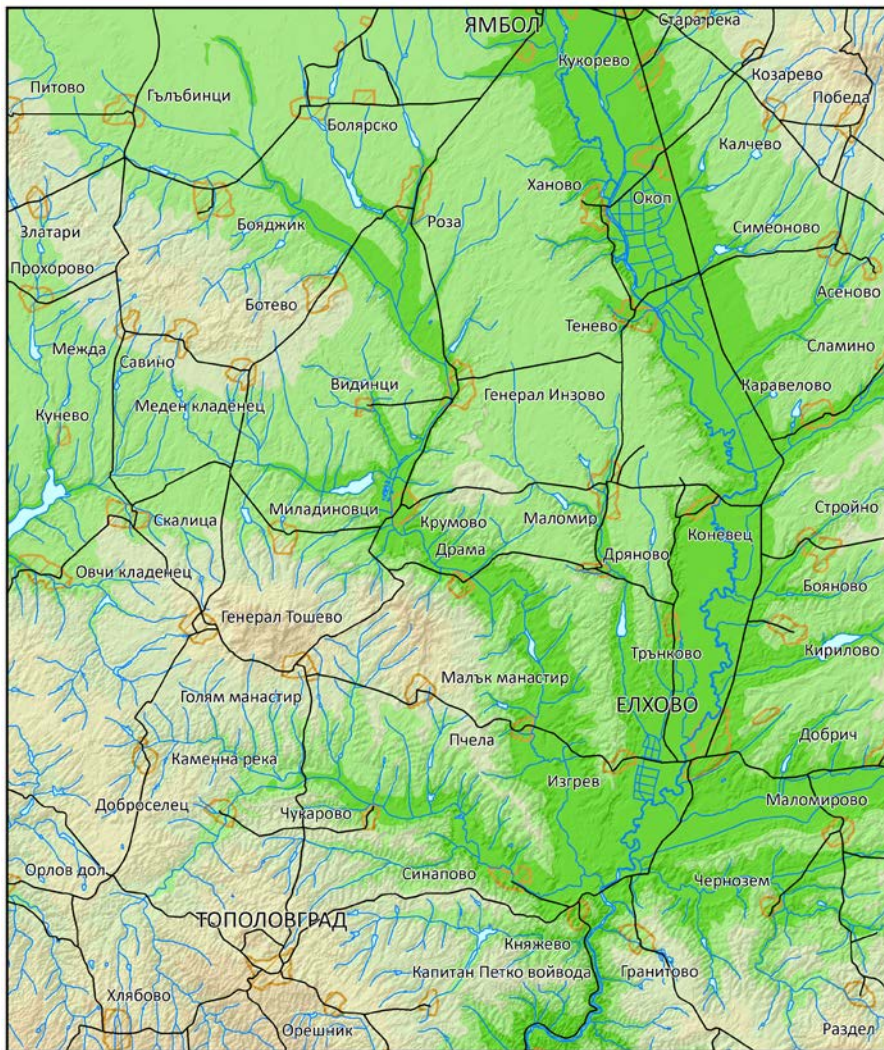 ЯМБОЛ
Стара река
Кукорево
Козарево
Питово
Гълъбинци
Победа
Болярско
Калчево
Ханово
Окоп
Златари
Бояджик
Роза
Симеоново
Прохорово
Ботево
Асеново
Тенево
Межда
Савино
Сламино
Видинци
Генерал Инзово
Каравелово
Кунево
Меден кладенец
Скалица
Миладиновци
Крумово
Маломир
Стройно
Коневец
Драма
Дряново
Овчи кладенец
Бояново
Генерал Тошево
Трънково
Кирилово
Малък манастир
Голям манастир
ЕЛХОВО
Пчела
Добрич
Каменна река
Изгрев
Доброселец
Чукарово
Маломирово
Орлов дол
Синапово
Чернозем
ТОПОЛОВГРАД
Княжево
Капитан Петко войвода
Гранитово
Хлябово
Орешник
Раздел